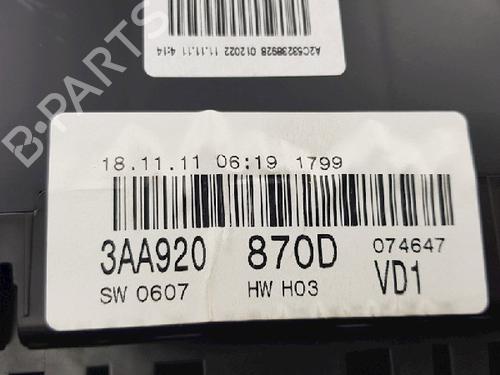 A2C53238928 012022 11.11.11 4:14
B-PARTS
18.11.11 06:19 1799
3AA920 870D 074647
SW 0607 HW H03 VD1